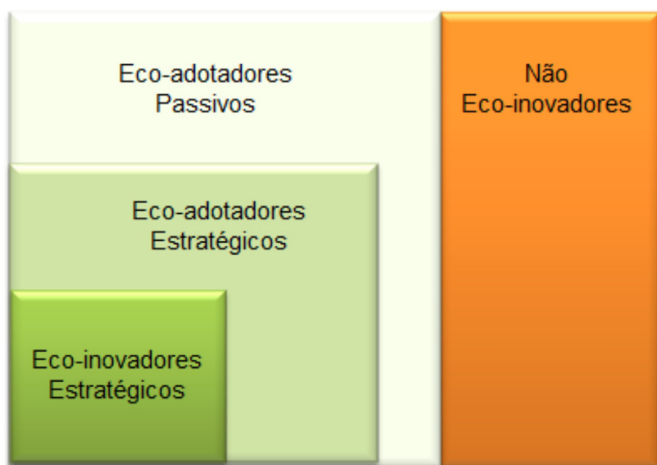 Eco-adotadores
Passivos
Não
Eco-inovadores
Eco-adotadores
Estratégicos
Eco-inovadores
Estratégicos